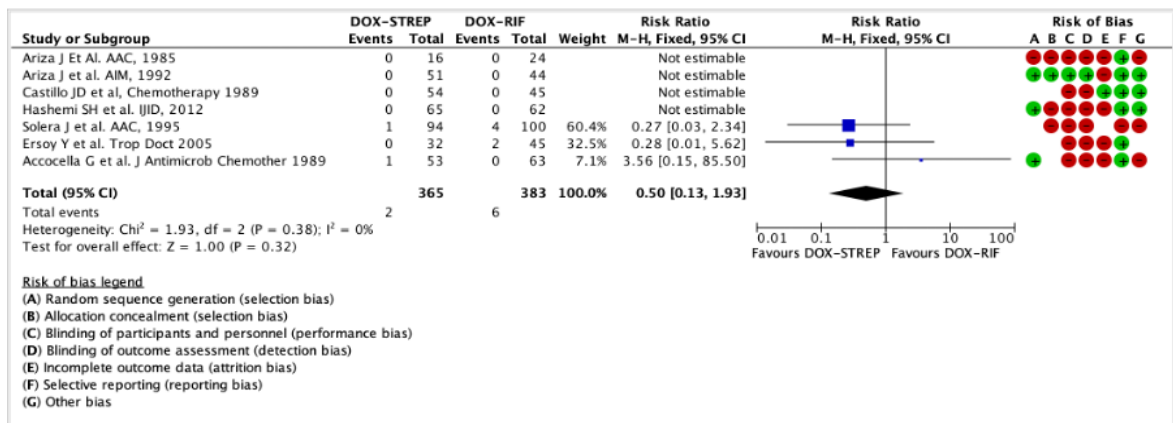 DOX-STREP DOX-RIF Risk Ratio Risk Ratio Risk of Bias
Study or Subgroup Events Total Events Total Weight M-H, Fixed, 95% CI M-H, Fixed, 95% CI A B C D E F G
Ariza J Et Al. AAC, 1985 0 16 0 24 Not estimable
Ariza J et al. AIM, 1992 0 51 0 44 Not estimable
Castillo JD et al, Chemotherapy 1989 0 54 0 45 Not estimable
Hashemi SH et al. IJID, 2012 0 65 0 62 Not estimable
Solera J et al. AAC, 1995 1 94 4 100 60.4% 0.27 [0.03, 2.34]
Ersoy Y et al. Trop Doct 2005 0 32 2 45 32.5% 0.28 [0.01, 5.62]
Accocella G et al. J Antimicrob Chemother 1989 1 53 0 63 7.1% 3.56 [0.15, 85.50]
Total (95% CI) 365 383 100.0% 0.50 [0.13, 1.93]
Total events 2 6
Heterogeneity: Chi² = 1.93, df = 2 (P = 0.38); I² = 0%
Test for overall effect: Z = 1.00 (P = 0.32)
0.01 0.1 1 10 100
Favours DOX-STREP Favours DOX-RIF
Risk of bias legend
(A) Random sequence generation (selection bias)
(B) Allocation concealment (selection bias)
(C) Blinding of participants and personnel (performance bias)
(D) Blinding of outcome assessment (detection bias)
(E) Incomplete outcome data (attrition bias)
(F) Selective reporting (reporting bias)
(G) Other bias